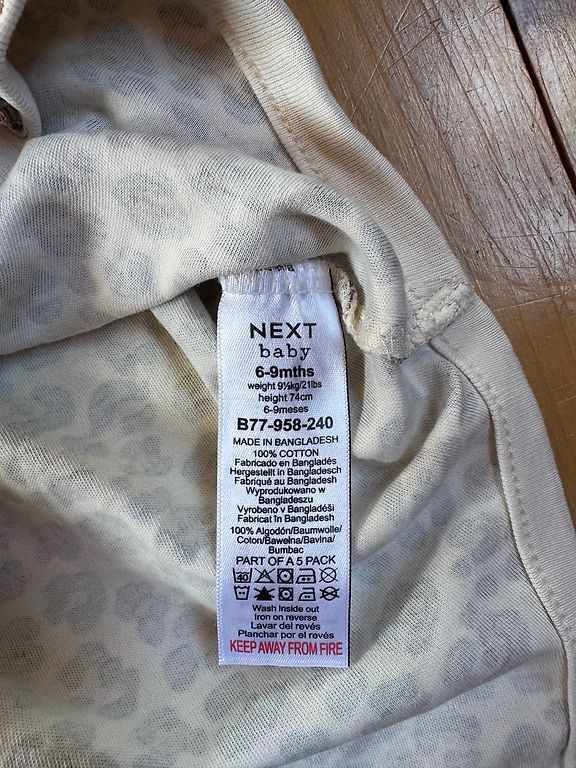 NEXT
baby
6-9mths
weight 9½kg/21lbs
height 74cm
6-9meses
B77-958-240
MADE IN BANGLADESH
100% COTTON
Fabricado en Bangladés
Hergestellt in Bangladesch
Fabriqué au Bangladesh
Wyprodukowano w
Bangladeszu
Vyrobeno v Bangladéši
Fabricat în Bangladesh
100% Algodón/Baumwolle/
Coton/Bawełna/Bavlna/
Bumbac
PART OF A 5 PACK
40
Wash Inside out
Iron on reverse
Lavar del revés
Planchar por el revés
KEEP AWAY FROM FIRE